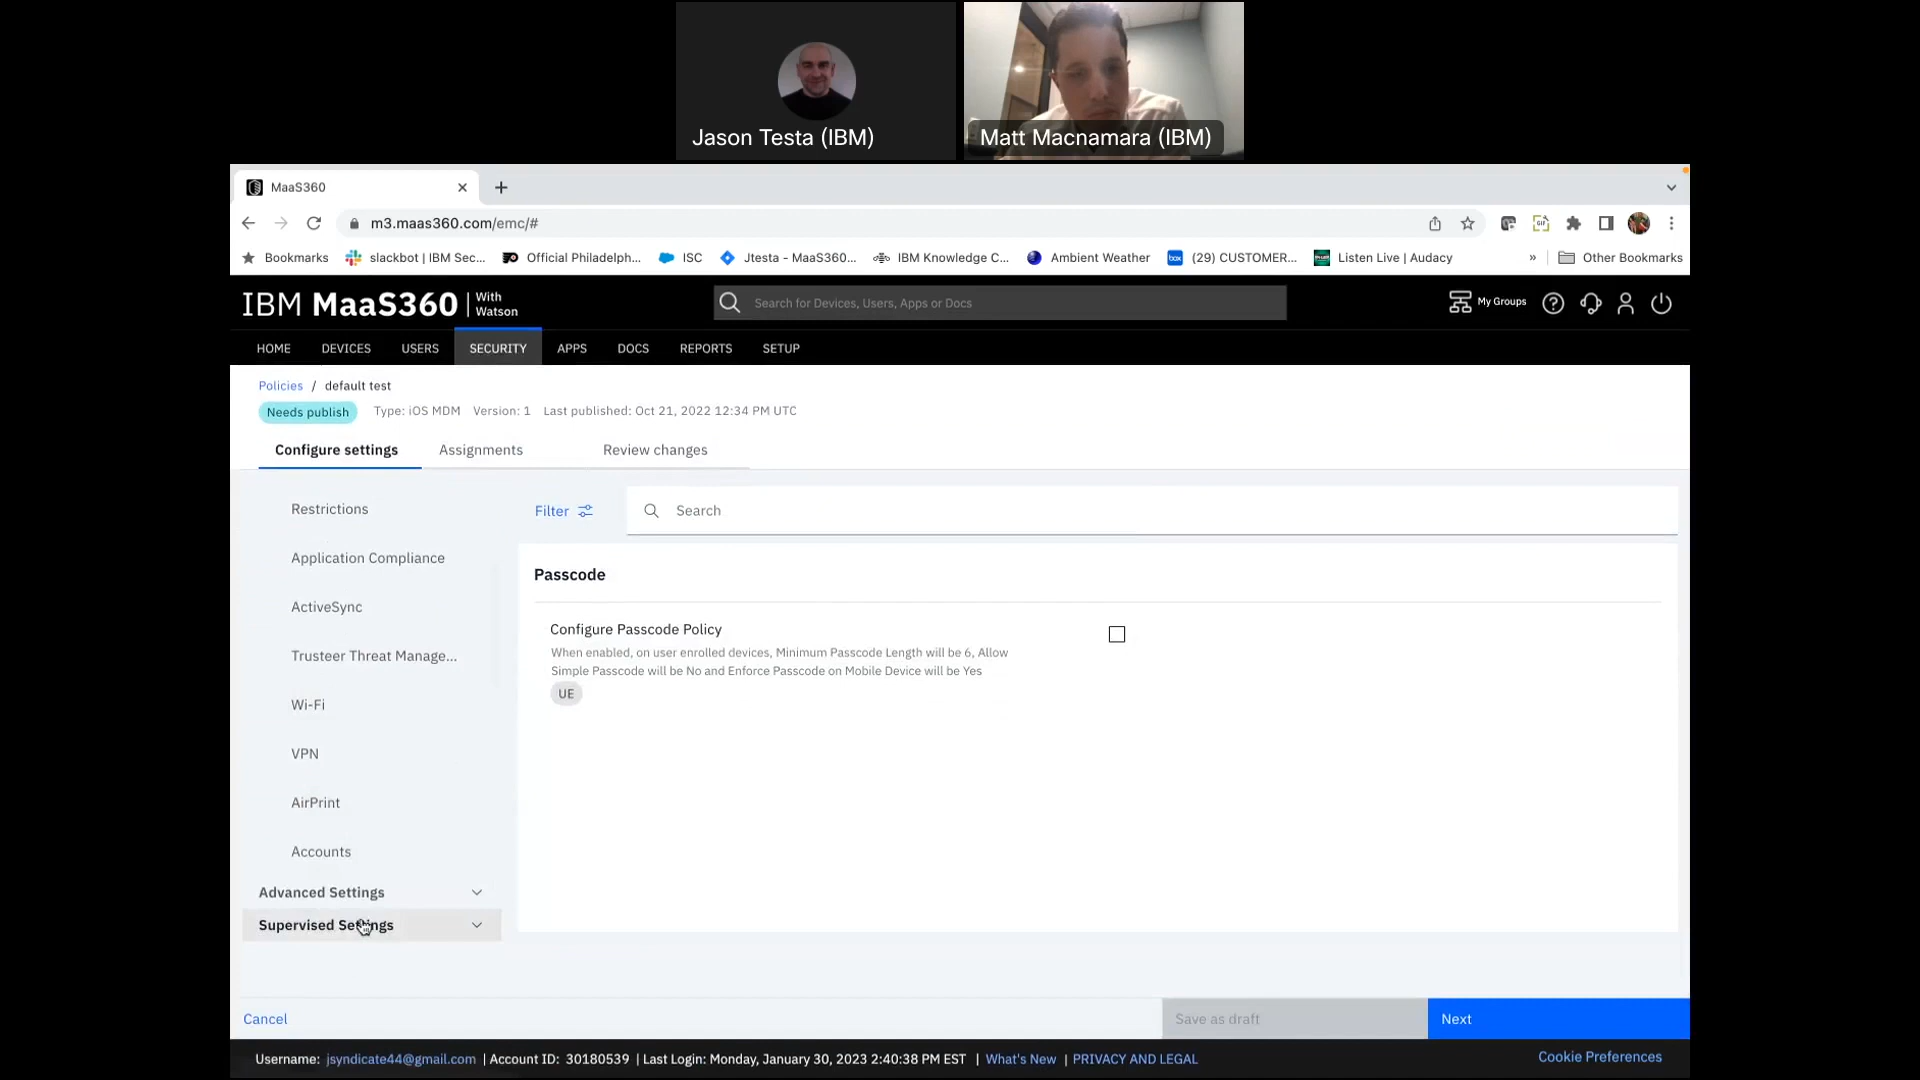 Jason Testa (IBM)
Matt Macnamara (IBM)
MaaS360
m3.maas360.com/emc/#
Bookmarks
slackbot | IBM Sec...
Official Philadelph...
ISC
Jtesta - MaaS360...
IBM Knowledge C...
Ambient Weather
box
(29) CUSTOMER...
Listen Live | Audacy
»
Other Bookmarks
IBM MaaS360 | With Watson
Search for Devices, Users, Apps or Docs
My Groups
HOME
DEVICES
USERS
SECURITY
APPS
DOCS
REPORTS
SETUP
Policies / default test
Needs publish
Type: iOS MDM
Version: 1
Last published: Oct 21, 2022 12:34 PM UTC
Configure settings
Assignments
Review changes
Restrictions
Application Compliance
ActiveSync
Trusteer Threat Manage...
Wi-Fi
VPN
AirPrint
Accounts
Advanced Settings
Supervised Settings
Filter
Search
Passcode
Configure Passcode Policy
When enabled, on user enrolled devices, Minimum Passcode Length will be 6, Allow
Simple Passcode will be No and Enforce Passcode on Mobile Device will be Yes
UE
Cancel
Save as draft
Next
Username: jsyndicate44@gmail.com | Account ID: 30180539 | Last Login: Monday, January 30, 2023 2:40:38 PM EST | What's New | PRIVACY AND LEGAL
Cookie Preferences